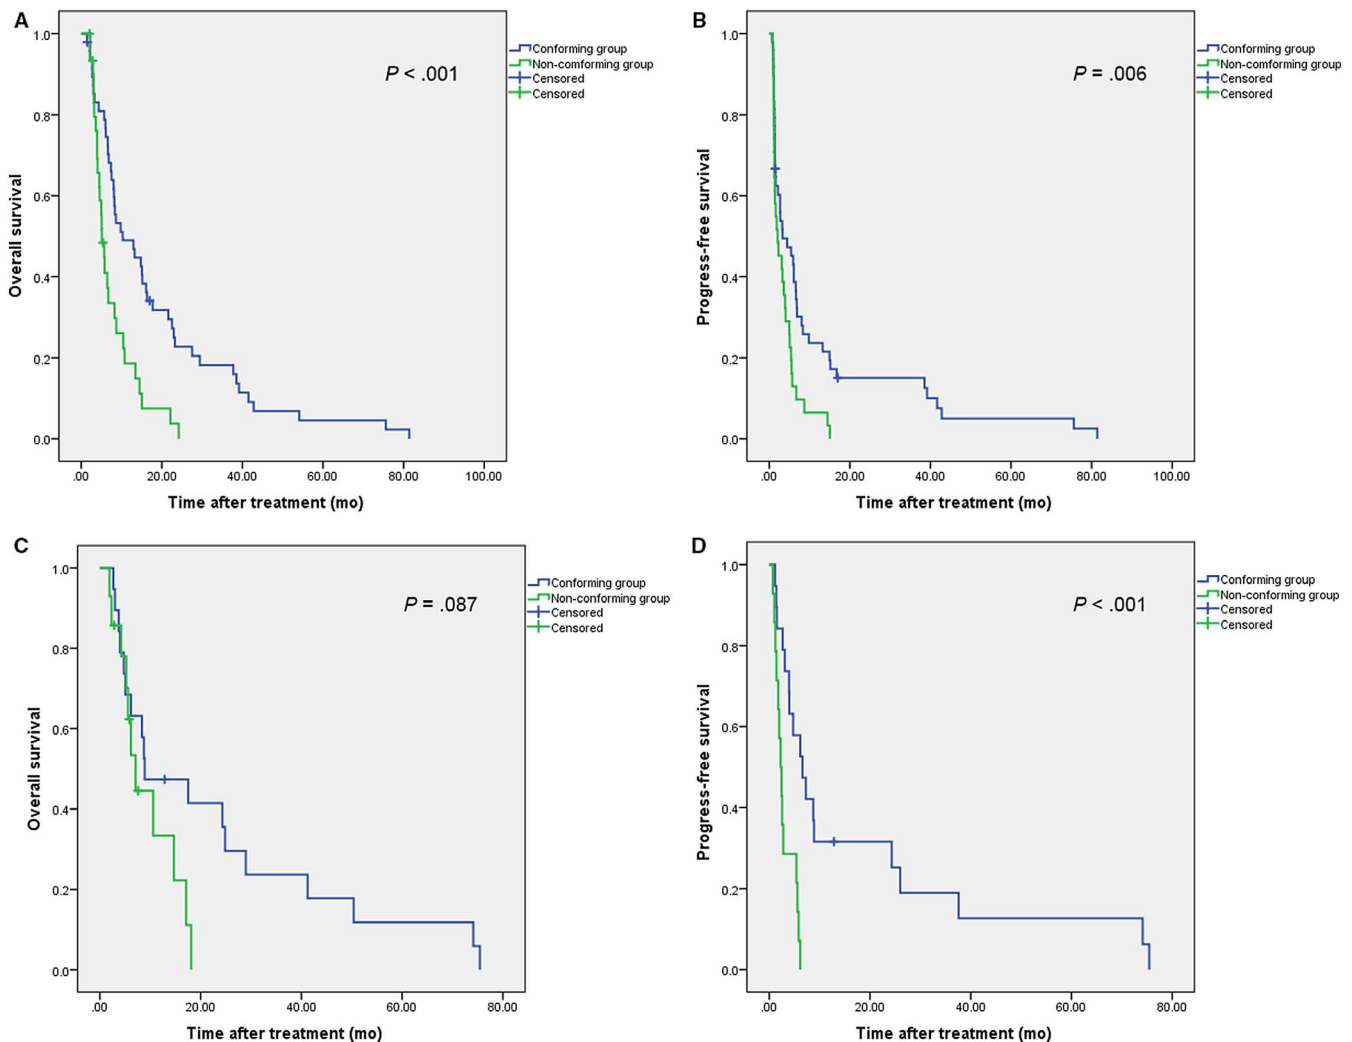 A
1.0
0.8
0.6
0.4
0.2
0.0
Overall survival
P < .001
Conforming group
Non-comforming group
Censored
Censored
.00 20.00 40.00 60.00 80.00 100.00
Time after treatment (mo)
B
1.0
0.8
0.6
0.4
0.2
0.0
Progress-free survival
P = .006
Conforming group
Non-comforming group
Censored
Censored
.00 20.00 40.00 60.00 80.00 100.00
Time after treatment (mo)
C
1.0
0.8
0.6
0.4
0.2
0.0
Overall survival
P = .087
Conforming group
Non-conforming group
Censored
Censored
.00 20.00 40.00 60.00 80.00
Time after treatment (mo)
D
1.0
0.8
0.6
0.4
0.2
0.0
Progress-free survival
P < .001
Conforming group
Non-conforming group
Censored
Censored
.00 20.00 40.00 60.00 80.00
Time after treatment (mo)